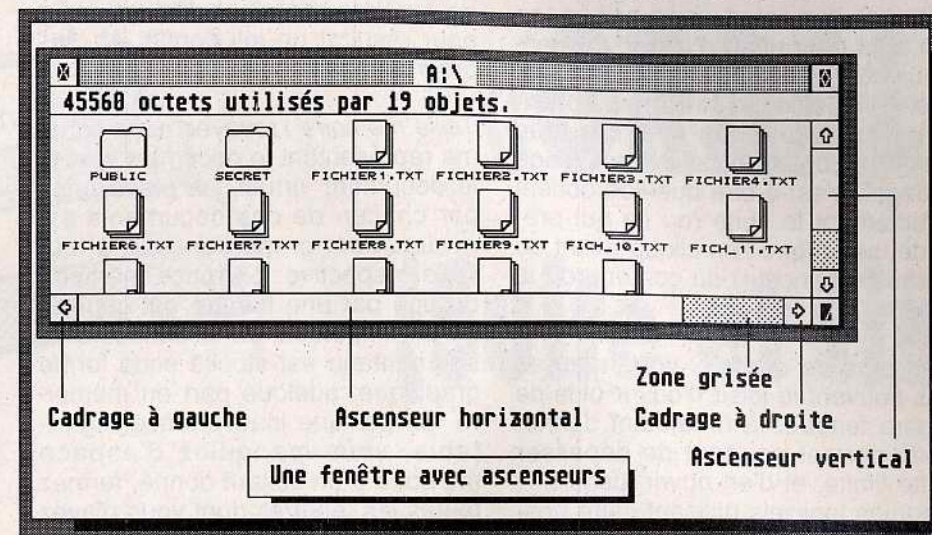 A:\
45560 octets utilisés par 19 objets.
PUBLIC SECRET FICHIER1.TXT FICHIER2.TXT FICHIER3.TXT FICHIER4.TXT
FICHIER6.TXT FICHIER7.TXT FICHIER8.TXT FICHIER9.TXT FICH_10.TXT FICH_11.TXT
Zone grisée
Cadrage à gauche Ascenseur horizontal Cadrage à droite
Ascenseur vertical
Une fenêtre avec ascenseurs